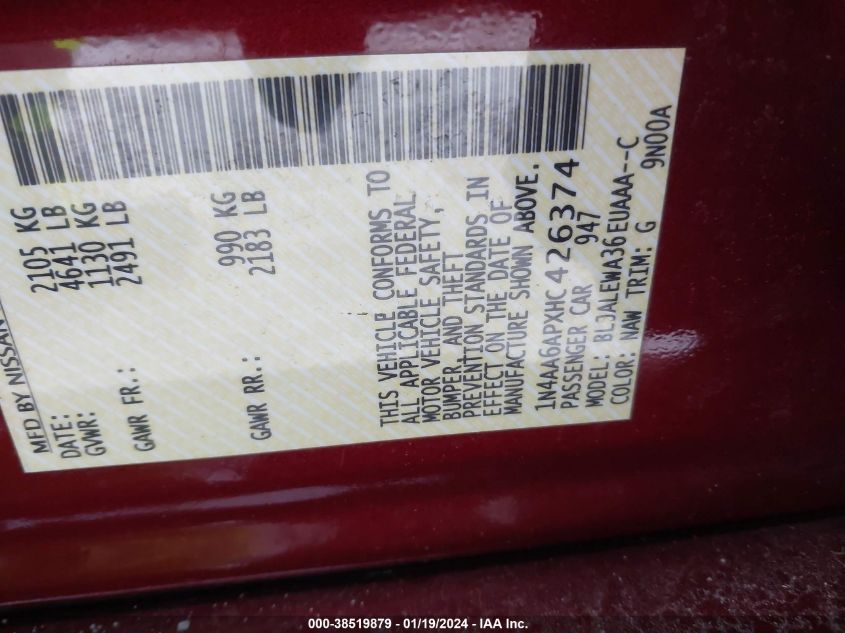 MFD BY NISSAN
DATE:
GVWR: 2105 KG
4641 LB
GAWR FR.: 1130 KG
2491 LB
GAWR RR.: 990 KG
2183 LB
THIS VEHICLE CONFORMS TO
ALL APPLICABLE FEDERAL
MOTOR VEHICLE SAFETY,
BUMPER, AND THEFT
PREVENTION STANDARDS IN
EFFECT ON THE DATE OF
MANUFACTURE SHOWN ABOVE.
1N4AA6APXHC426374
PASSENGER CAR 947
MODEL: BLJALEWA36EUAAA--C
COLOR: NAW TRIM: G 9N00A
000-38519879 - 01/19/2024 - IAA Inc.